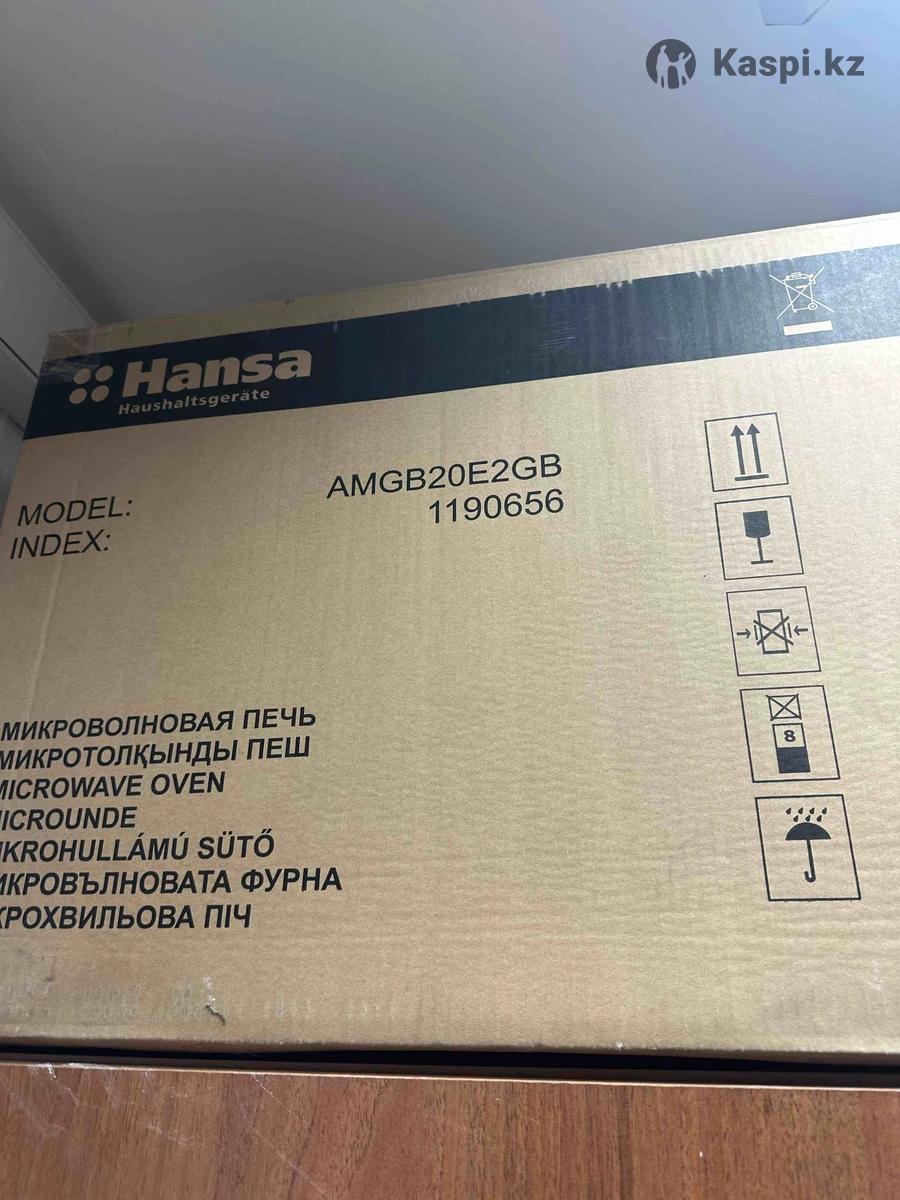 Kaspi.kz
Hansa
Haushaltsgeräte
MODEL: AMGB20E2GB
INDEX: 1190656
МИКРОВОЛНОВАЯ ПЕЧЬ
МИКРОТОЛҚЫНДЫ ПЕШ
MICROWAVE OVEN
ICROUNDE
IKROHULLÁMÚ SÜTŐ
ИКРОВЪЛНОВАТА ФУРНА
КРОХВИЛЬОВА ПІЧ
8